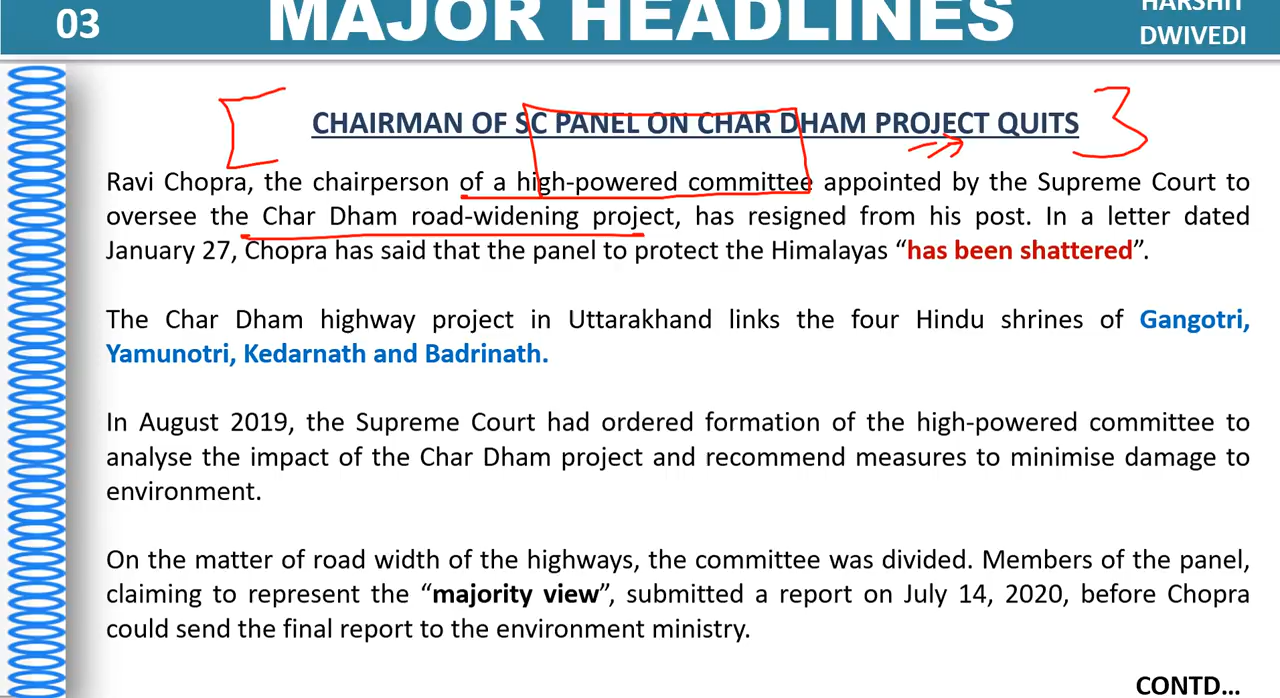 03
MAJOR HEADLINES
HARSHIT
DWIVEDI
CHAIRMAN OF SC PANEL ON CHAR DHAM PROJECT QUITS
Ravi Chopra, the chairperson of a high-powered committee appointed by the Supreme Court to
oversee the Char Dham road-widening project, has resigned from his post. In a letter dated
January 27, Chopra has said that the panel to protect the Himalayas “has been shattered”.
The Char Dham highway project in Uttarakhand links the four Hindu shrines of Gangotri,
Yamunotri, Kedarnath and Badrinath.
In August 2019, the Supreme Court had ordered formation of the high-powered committee to
analyse the impact of the Char Dham project and recommend measures to minimise damage to
environment.
On the matter of road width of the highways, the committee was divided. Members of the panel,
claiming to represent the “majority view”, submitted a report on July 14, 2020, before Chopra
could send the final report to the environment ministry.
CONTD…